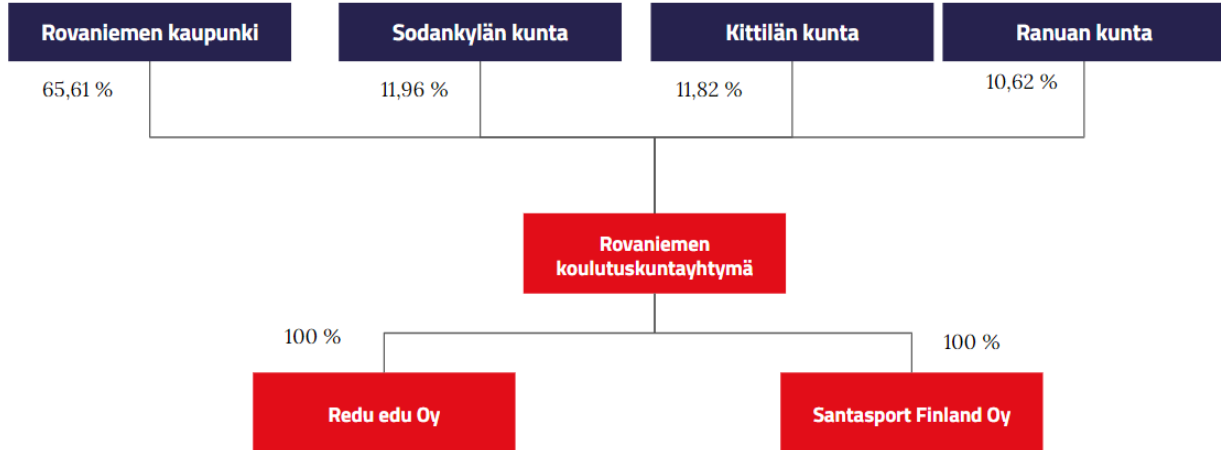 Rovaniemen kaupunki
Sodankylän kunta
Kittilän kunta
Ranuan kunta
65,61 %
11,96 %
11,82 %
10,62 %
Rovaniemen
koulutuskuntayhtymä
100 %
100 %
Redu edu Oy
Santasport Finland Oy